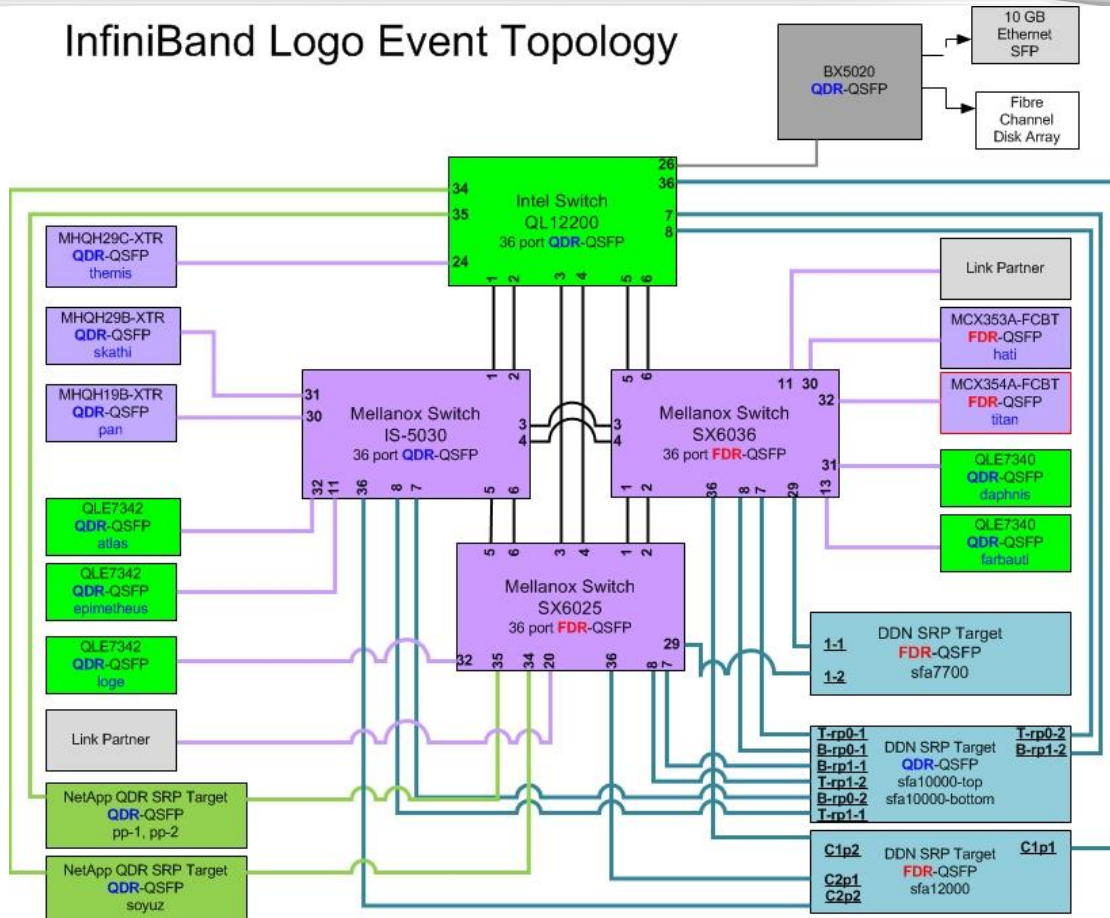 InfiniBand Logo Event Topology
10 GB
Ethernet
SFP
BX5020
QDR-QSFP
Fibre
Channel
Disk Array
26
36
34
35
7
8
24
Intel Switch
QL12200
36 port QDR-QSFP
1
2
3
4
5
6
MHQH29C-XTR
QDR-QSFP
themis
MHQH29B-XTR
QDR-QSFP
skathi
MHQH19B-XTR
QDR-QSFP
pan
Link Partner
MCX353A-FCBT
FDR-QSFP
hati
MCX354A-FCBT
FDR-QSFP
titan
QLE7340
QDR-QSFP
daphnis
QLE7340
QDR-QSFP
farbauti
1
2
31
30
Mellanox Switch
IS-5030
36 port QDR-QSFP
3
4
32
11
36
8
7
5
6
5
6
11
30
32
3
4
Mellanox Switch
SX6036
36 port FDR-QSFP
31
13
1
2
36
8
7
29
QLE7342
QDR-QSFP
atlas
QLE7342
QDR-QSFP
epimetheus
QLE7342
QDR-QSFP
loge
Link Partner
5
6
3
4
1
2
Mellanox Switch
SX6025
36 port FDR-QSFP
29
32
35
34
20
36
8
7
1-1
1-2
DDN SRP Target
FDR-QSFP
sfa7700
T-rp0-1
B-rp0-1
B-rp1-1
T-rp1-2
B-rp0-2
T-rp1-1
DDN SRP Target
QDR-QSFP
sfa10000-top
sfa10000-bottom
T-rp0-2
B-rp1-2
NetApp QDR SRP Target
QDR-QSFP
pp-1, pp-2
NetApp QDR SRP Target
QDR-QSFP
soyuz
C1p2
C2p1
C2p2
DDN SRP Target
FDR-QSFP
sfa12000
C1p1